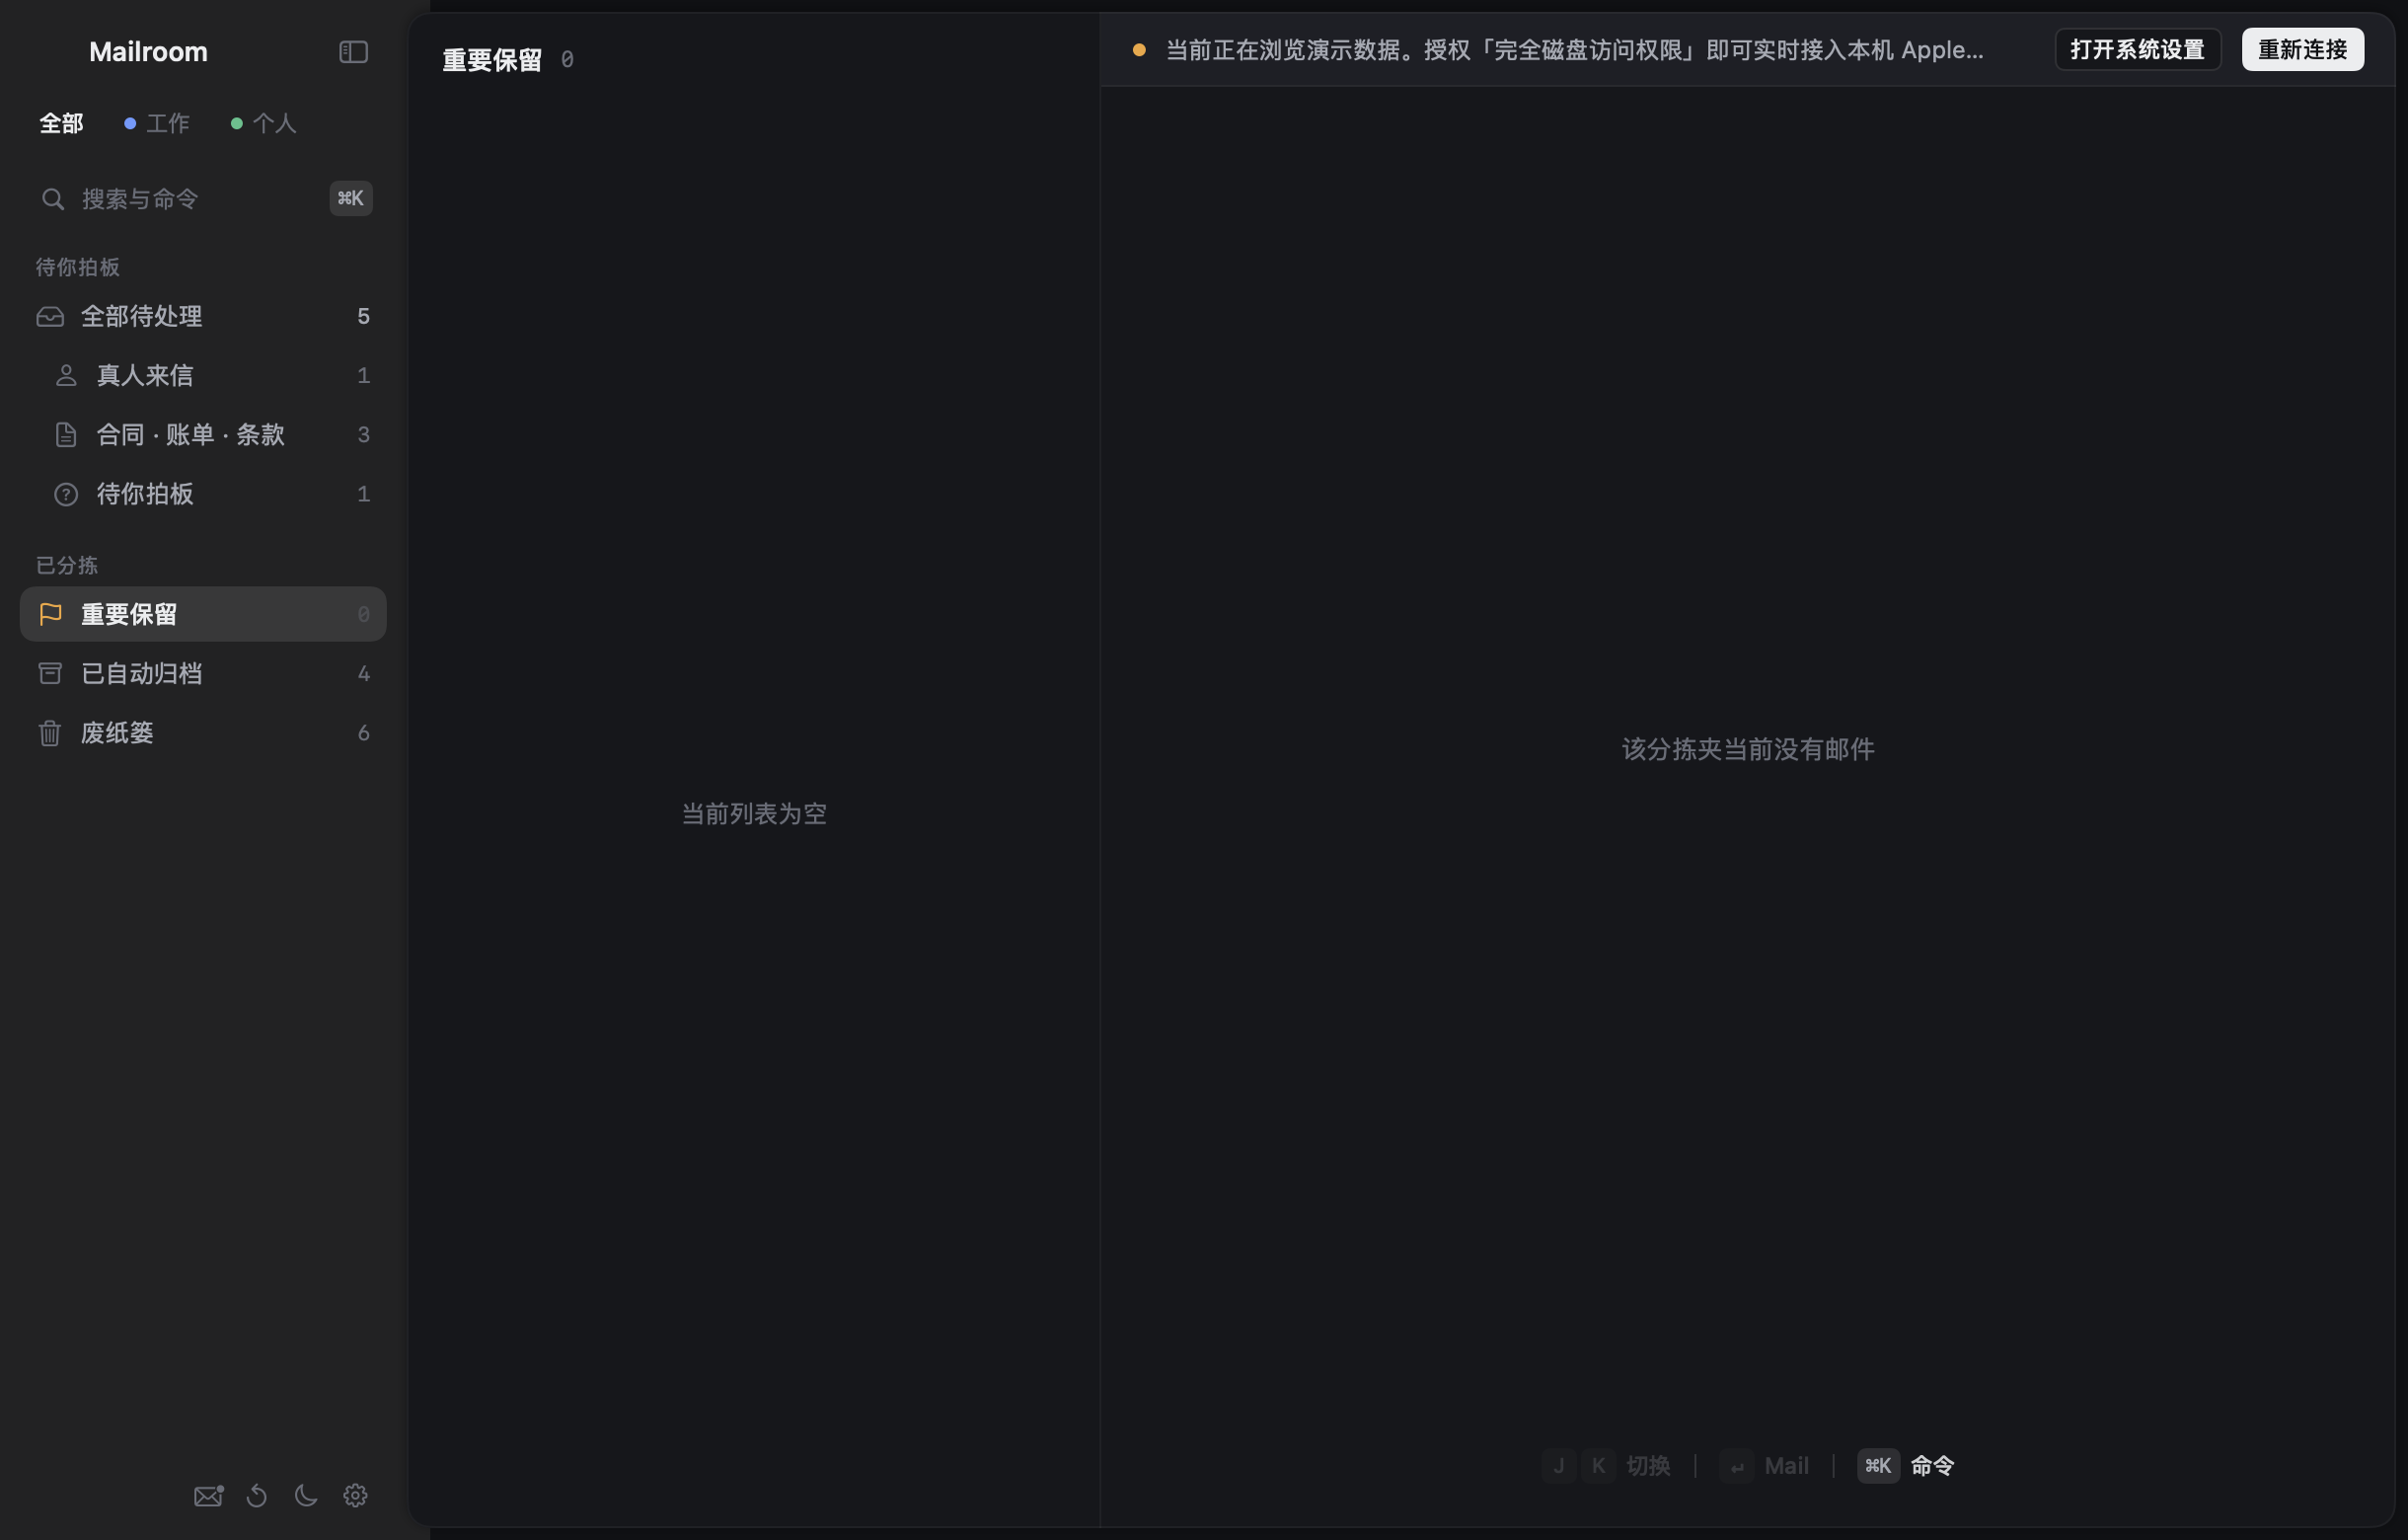 Mailroom
全部 工作 个人
搜索与命令 ⌘K
待你拍板
全部待处理 5
真人来信 1
合同 · 账单 · 条款 3
待你拍板 1
已分拣
重要保留 0
已自动归档 4
废纸篓 6
重要保留 0
当前列表为空
当前正在浏览演示数据。授权「完全磁盘访问权限」即可实时接入本机 Apple...
打开系统设置 重新连接
该分拣夹当前没有邮件
J K 切换 | ↵ Mail | ⌘K 命令